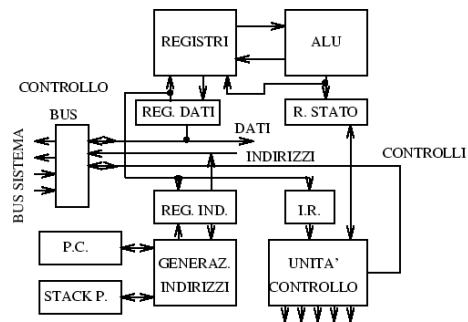 REGISTRI
ALU
CONTROLLO
REG. DATI
R. STATO
BUS
DATI
BUS SISTEMA
INDIRIZZI
CONTROLLI
REG. IND.
I.R.
P.C.
GENERAZ.
INDIRIZZI
UNITA'
CONTROLLO
STACK P.